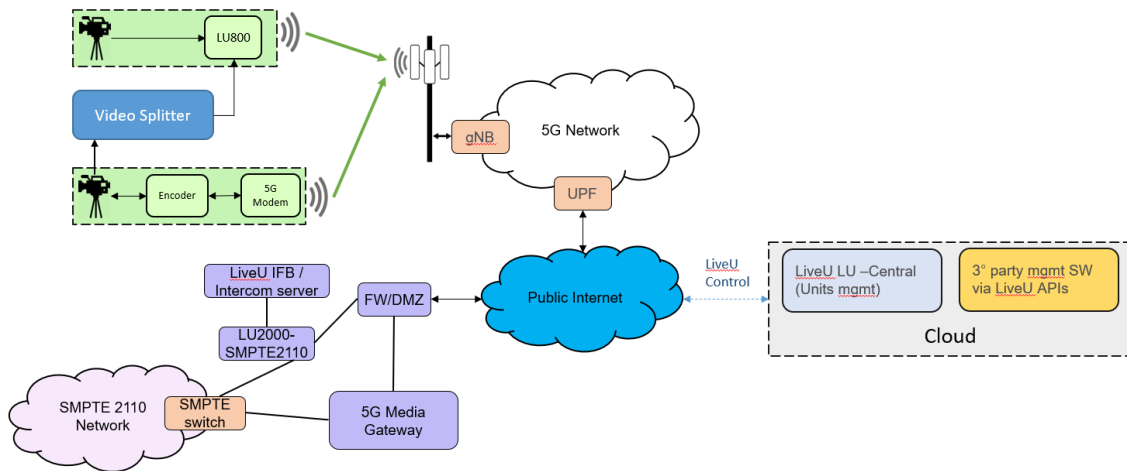 LU800
Video Splitter
Encoder
5G
Modem
gNB
5G Network
UPF
LiveU IFB /
Intercom server
LU2000-
SMPTE2110
FW/DMZ
Public Internet
LiveU
Control
LiveU LU –Central
(Units mgmt)
3° party mgmt SW
via LiveU APIs
Cloud
SMPTE 2110
Network
SMPTE
switch
5G Media
Gateway